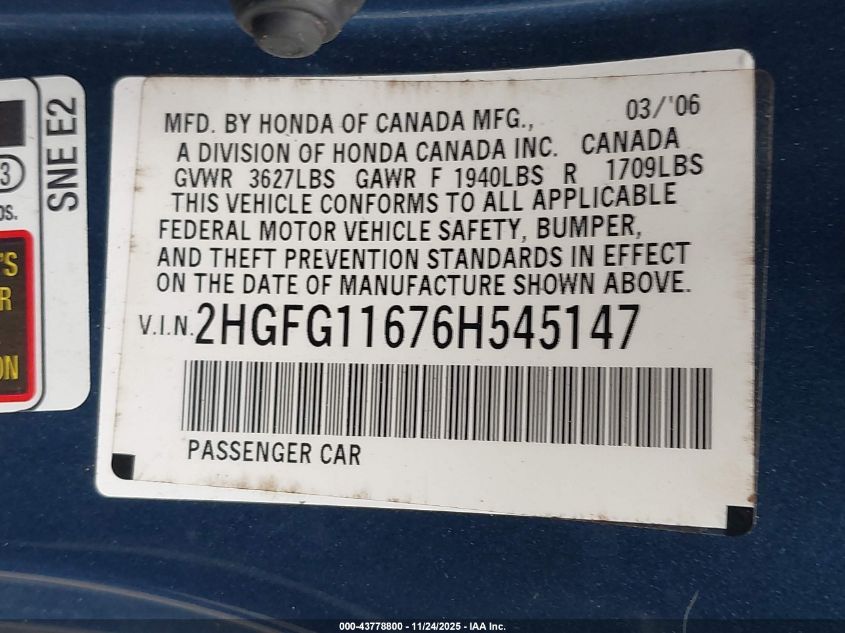 03/'06
MFD. BY HONDA OF CANADA MFG.,
A DIVISION OF HONDA CANADA INC. CANADA
GVWR 3627LBS GAWR F 1940LBS R 1709LBS
THIS VEHICLE CONFORMS TO ALL APPLICABLE
FEDERAL MOTOR VEHICLE SAFETY, BUMPER,
AND THEFT PREVENTION STANDARDS IN EFFECT
ON THE DATE OF MANUFACTURE SHOWN ABOVE.
V.I.N. 2HGFG11676H545147
PASSENGER CAR
SNE E2
3
000-43778800 - 11/24/2025 - IAA Inc.